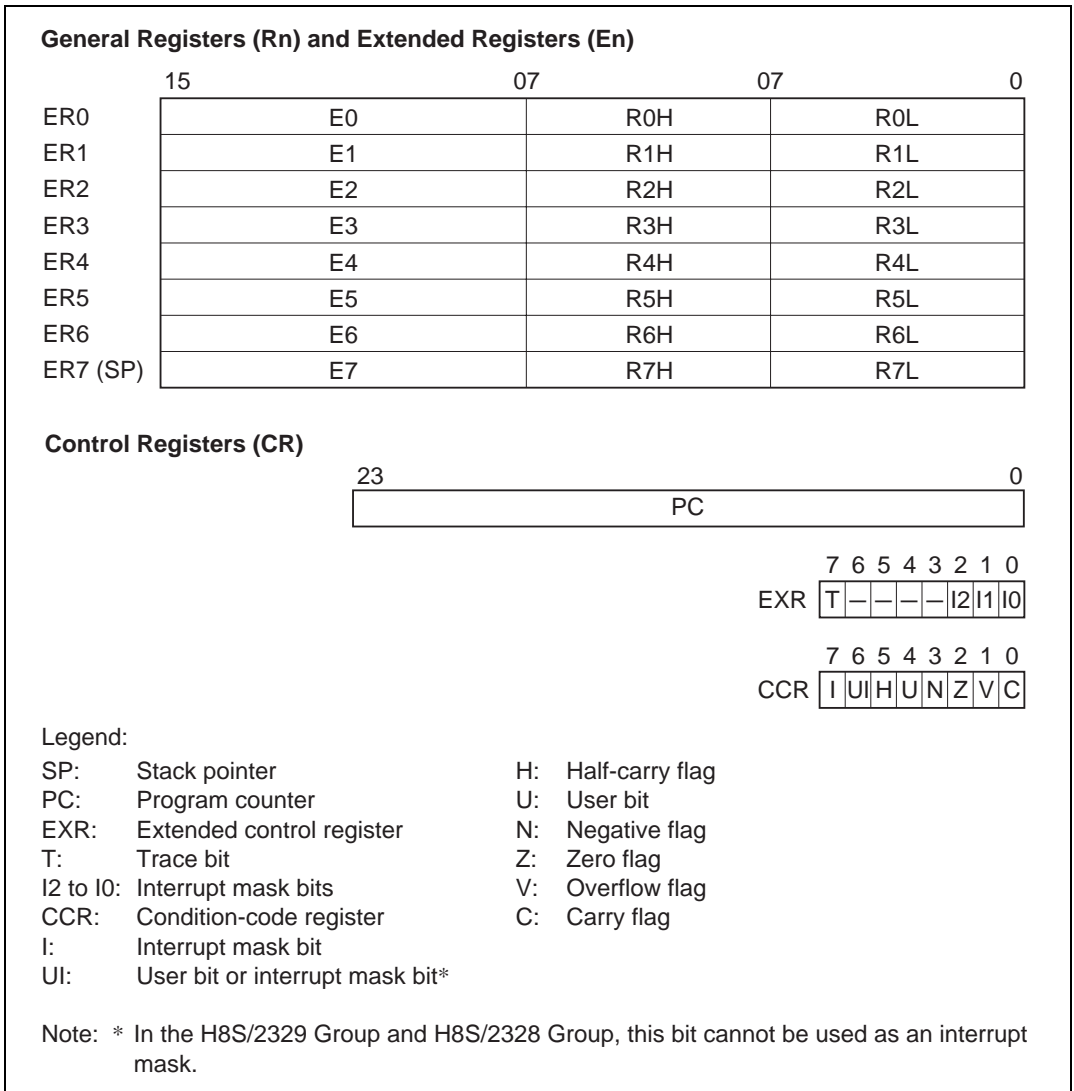 General Registers (Rn) and Extended Registers (En)
15 07 07 0
ER0 E0 R0H R0L
ER1 E1 R1H R1L
ER2 E2 R2H R2L
ER3 E3 R3H R3L
ER4 E4 R4H R4L
ER5 E5 R5H R5L
ER6 E6 R6H R6L
ER7 (SP) E7 R7H R7L
Control Registers (CR)
23 0
PC
7 6 5 4 3 2 1 0
EXR T — — — — I2 I1 I0
7 6 5 4 3 2 1 0
CCR I UI H U N Z V C
Legend:
SP: Stack pointer H: Half-carry flag
PC: Program counter U: User bit
EXR: Extended control register N: Negative flag
T: Trace bit Z: Zero flag
I2 to I0: Interrupt mask bits V: Overflow flag
CCR: Condition-code register C: Carry flag
I: Interrupt mask bit
UI: User bit or interrupt mask bit*
Note: * In the H8S/2329 Group and H8S/2328 Group, this bit cannot be used as an interrupt
mask.